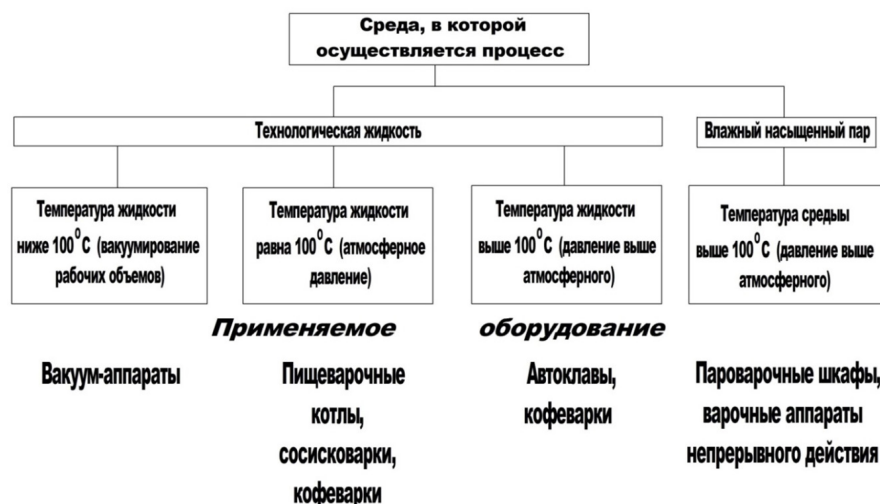 Среда, в которой
осуществляется процесс
Технологическая жидкость
Влажный насыщенный пар
Температура жидкости
ниже 100°С (вакуумирование
рабочих объемов)
Температура жидкости
равна 100°С (атмосферное
давление)
Температура жидкости
выше 100°С (давление выше
атмосферного)
Температура средыы
выше 100°С (давление выше
атмосферного)
Применяемое оборудование
Вакуум-аппараты
Пищеварочные
котлы,
сосисковарки,
кофеварки
Автоклавы,
кофеварки
Пароварочные шкафы,
варочные аппараты
непрерывного действия